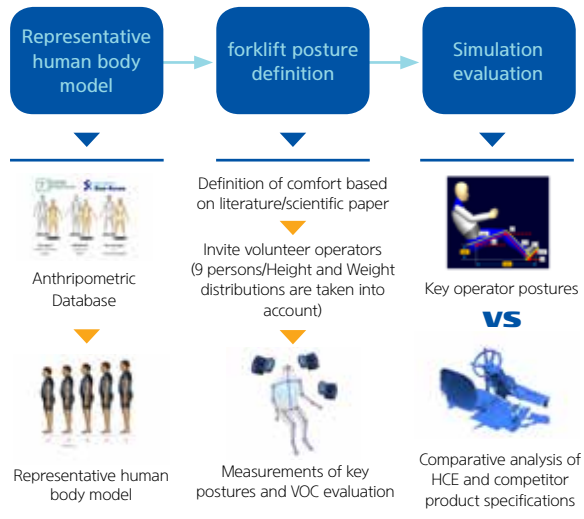 Representative
human body
model
forklift posture
definition
Simulation
evaluation
Anthripometric
Database
Representative human
body model
Definition of comfort based
on literature/scientific paper
Invite volunteer operators
(9 persons/Height and Weight
distributions are taken into
account)
Measurements of key
postures and VOC evaluation
Key operator postures
vs
Comparative analysis of
HCE and competitor
product specifications